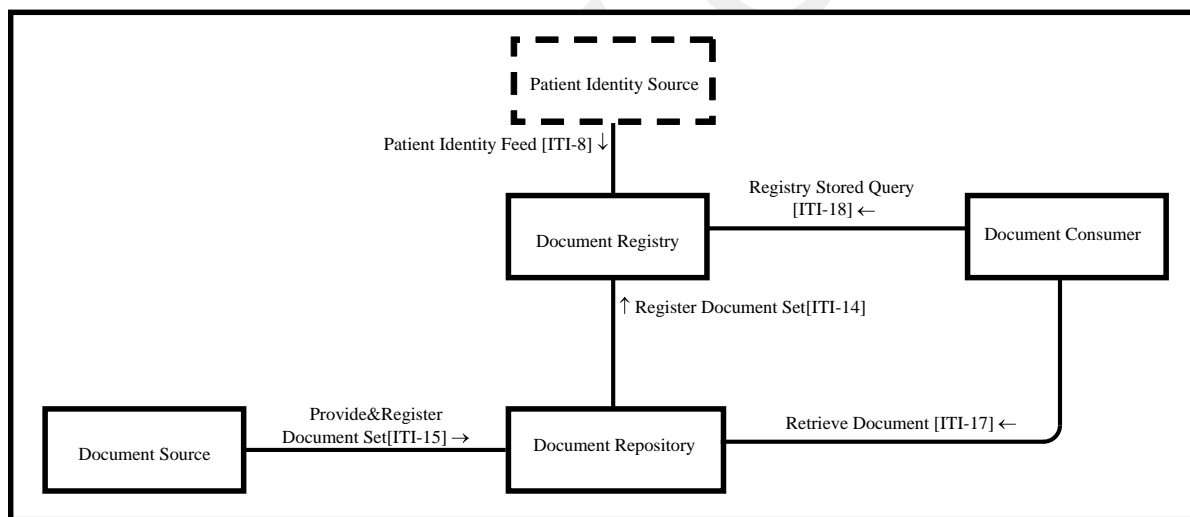 Patient Identity Source
Patient Identity Feed [ITI-8] ↓
Registry Stored Query
[ITI-18] ←
Document Registry
Document Consumer
↑ Register Document Set[ITI-14]
Provide&Register
Document Set[ITI-15] →
Retrieve Document [ITI-17] ←
Document Source
Document Repository